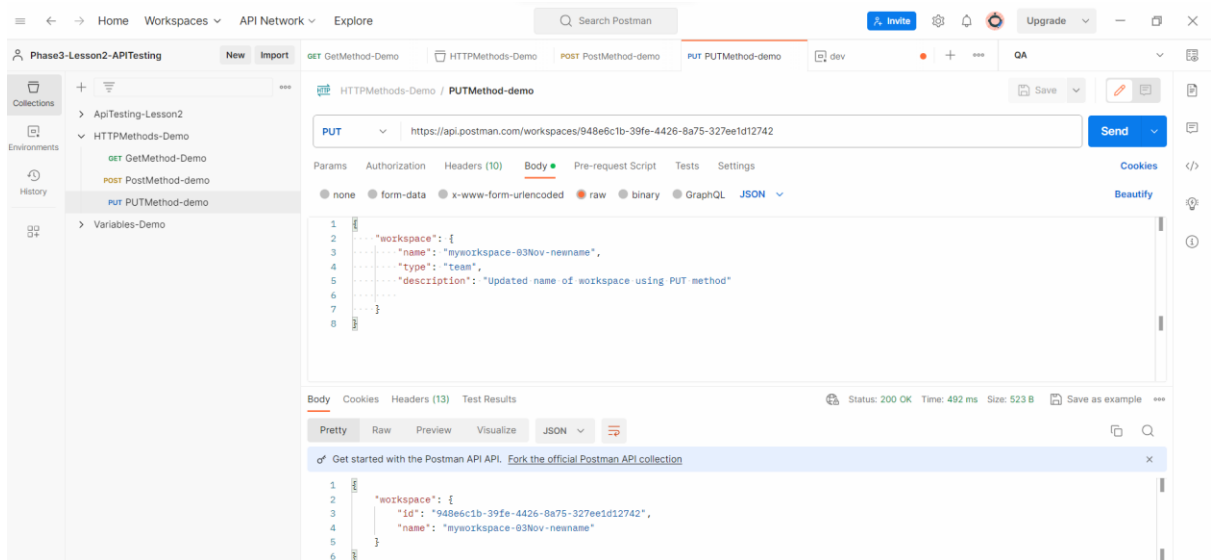 Home Workspaces API Network Explore Search Postman Invite Upgrade
Phase3-Lesson2-APITesting New Import GET GetMethod-Demo HTTPMethods-Demo POST PostMethod-demo PUT PUTMethod-demo dev QA
Collections
Environments
History
ApiTesting-Lesson2
HTTPMethods-Demo
GET GetMethod-Demo
POST PostMethod-demo
PUT PUTMethod-demo
Variables-Demo
HTTP HTTPMethods-Demo / PUTMethod-demo Save
PUT https://api.postman.com/workspaces/948e6c1b-39fe-4426-8a75-327ee1d12742 Send
Params Authorization Headers (10) Body Pre-request Script Tests Settings Cookies
none form-data x-www-form-urlencoded raw binary GraphQL JSON Beautify
1 {
2 "workspace": {
3 "name": "myworkspace-03Nov-newname",
4 "type": "team",
5 "description": "Updated name of workspace using PUT method"
6
7 }
8 }
Body Cookies Headers (13) Test Results Status: 200 OK Time: 492 ms Size: 523 B Save as example
Pretty Raw Preview Visualize JSON
Get started with the Postman API API. Fork the official Postman API collection
1 {
2 "workspace": {
3 "id": "948e6c1b-39fe-4426-8a75-327ee1d12742",
4 "name": "myworkspace-03Nov-newname"
5 }
6 }